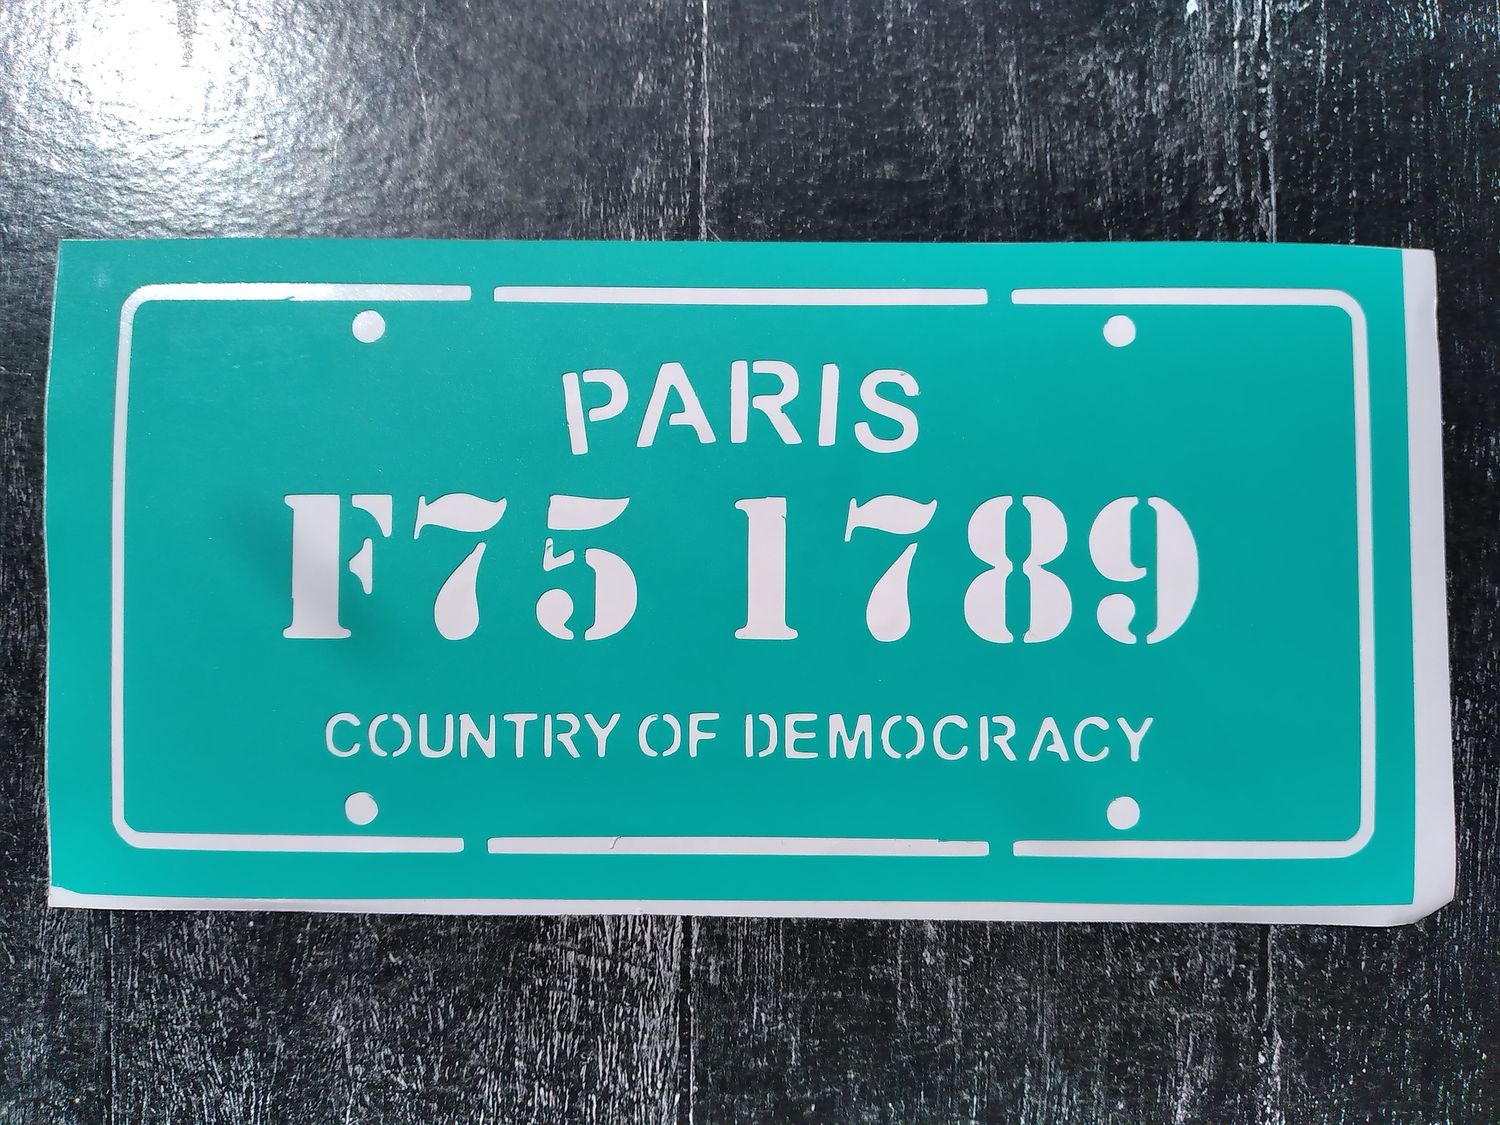 PARIS
F75 1789
COUNTRY OF DEMOCRACY